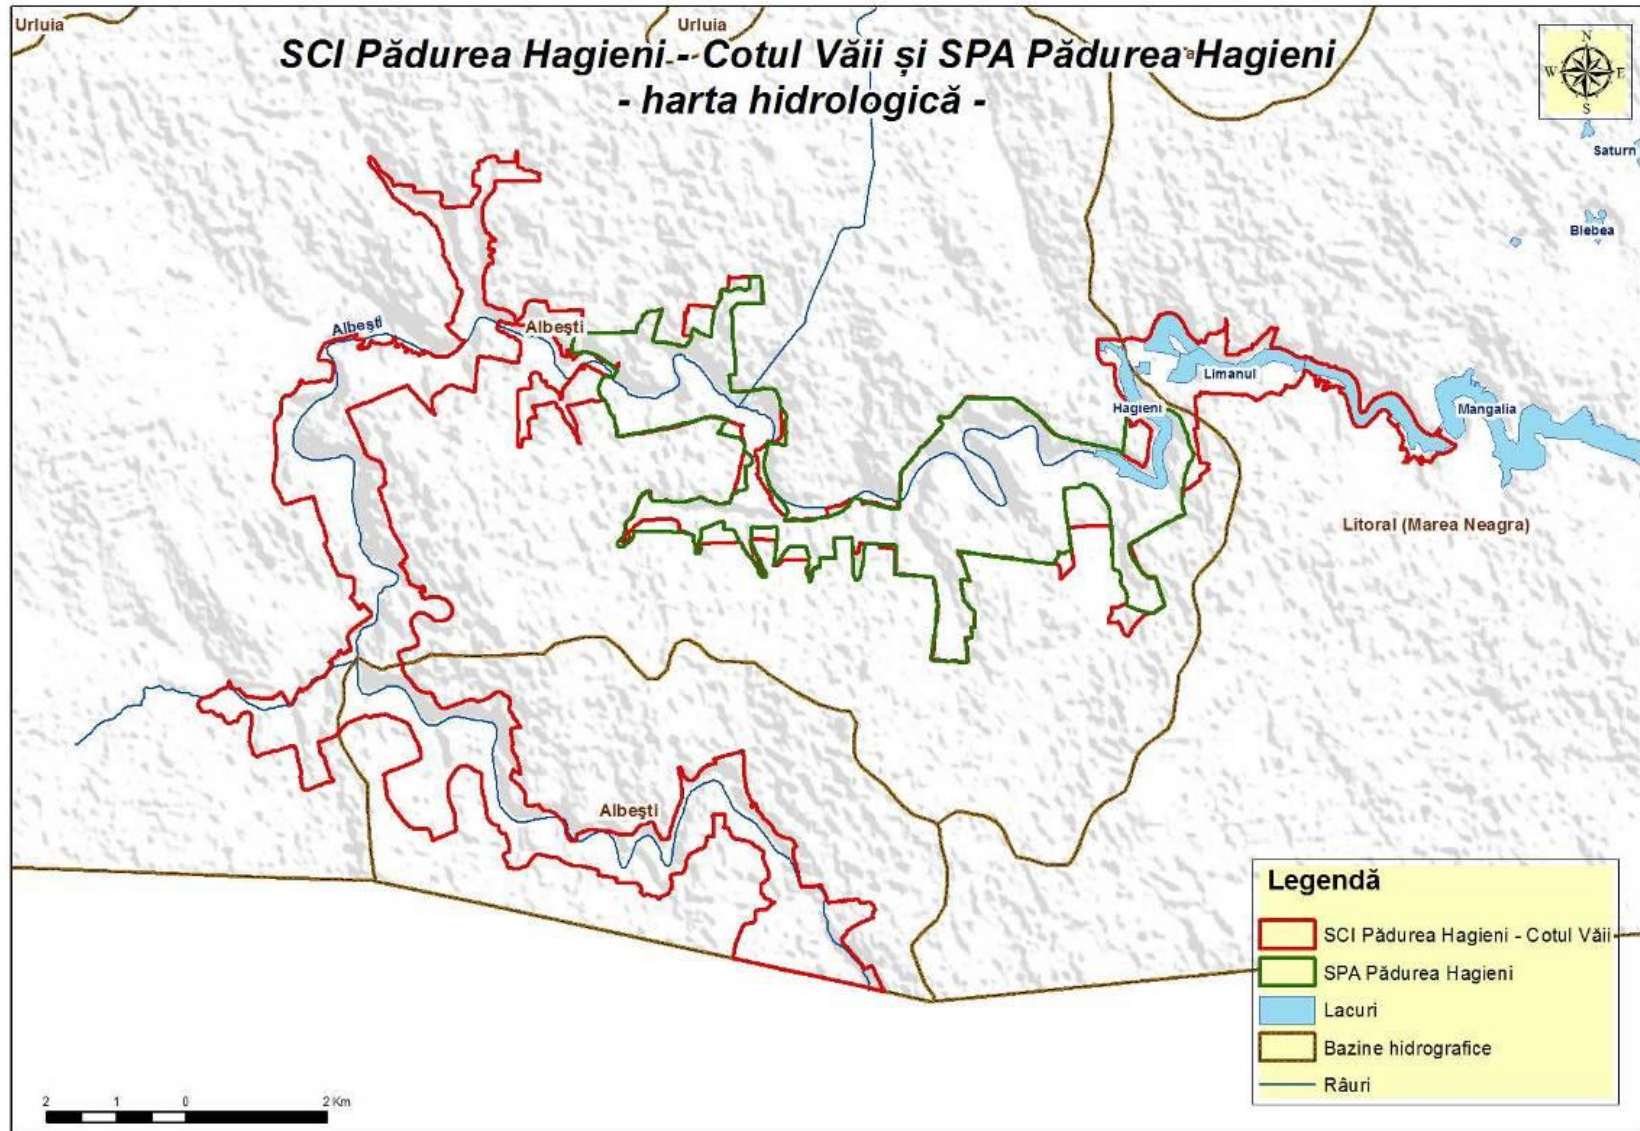 Urluia
Urluia
SCI Pădurea Hagieni - Cotul Văii și SPA Pădurea Hagieni
- harta hidrologică -
N
W E
S
Saturn
Blebea
Albești
Albești
Limanul
Hagieni
Mangalia
Litoral (Marea Neagra)
Albești
Legendă
SCI Pădurea Hagieni - Cotul Văii
SPA Pădurea Hagieni
Lacuri
Bazine hidrografice
Râuri
2 1 0 2 Km